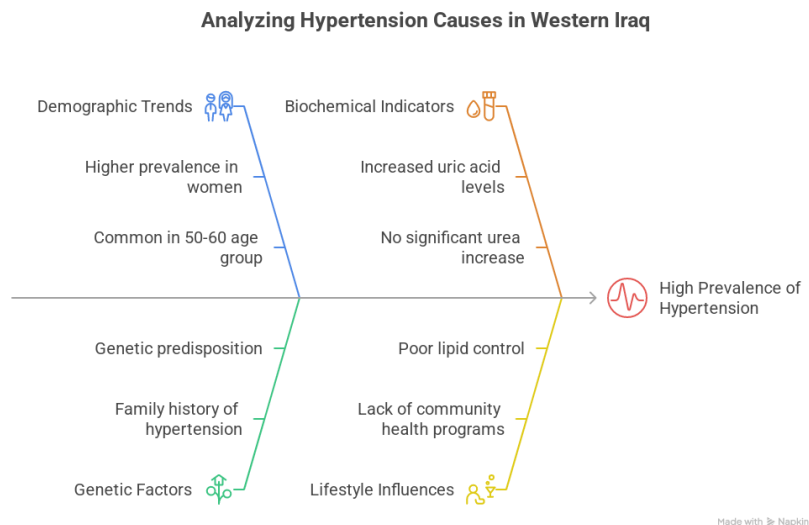 Analyzing Hypertension Causes in Western Iraq
Demographic Trends
Higher prevalence in
women
Common in 50-60 age
group
Biochemical Indicators
Increased uric acid
levels
No significant urea
increase
High Prevalence of
Hypertension
Genetic predisposition
Family history of
hypertension
Genetic Factors
Poor lipid control
Lack of community
health programs
Lifestyle Influences
Made with Napkin